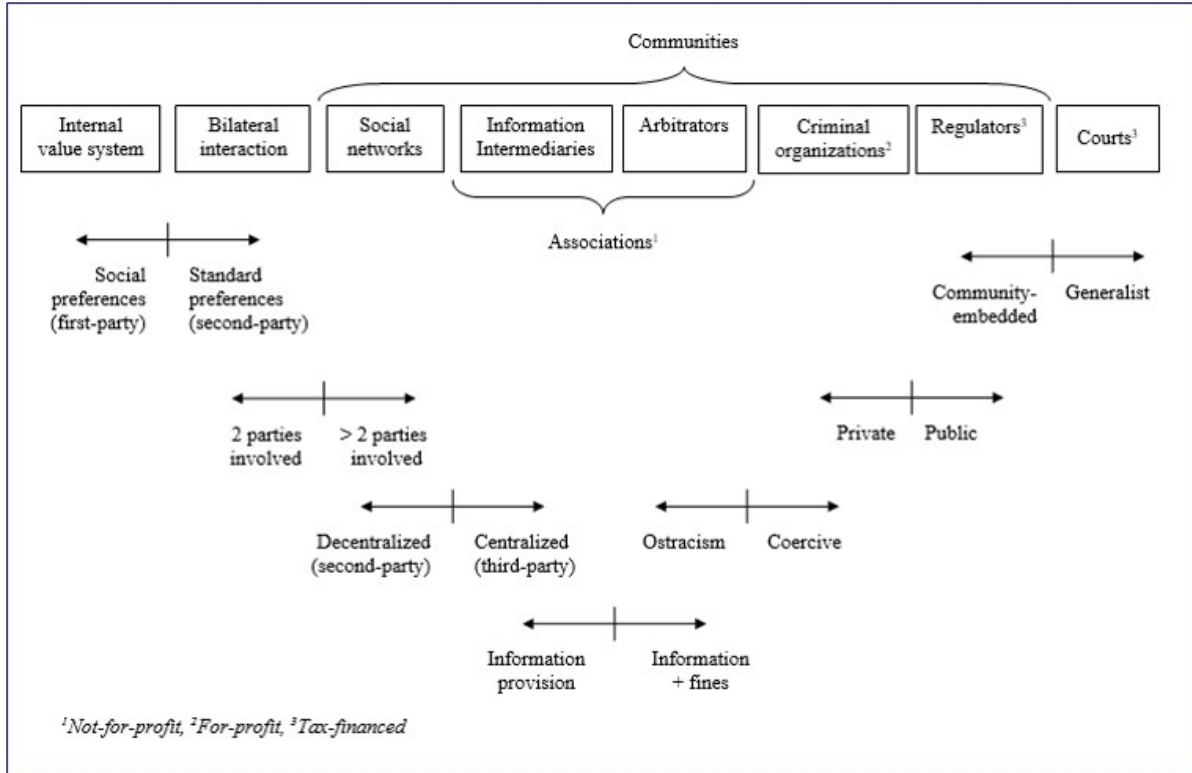 Communities
Internal
value system
Bilateral
interaction
Social
networks
Information
Intermediaries
Arbitrators
Criminal
organizations²
Regulators³
Courts³
Associations¹
Social
preferences
(first-party)
Standard
preferences
(second-party)
Community-
embedded
Generalist
2 parties
involved
> 2 parties
involved
Private
Public
Decentralized
(second-party)
Centralized
(third-party)
Ostracism
Coercive
Information
provision
Information
+ fines
¹Not-for-profit, ²For-profit, ³Tax-financed